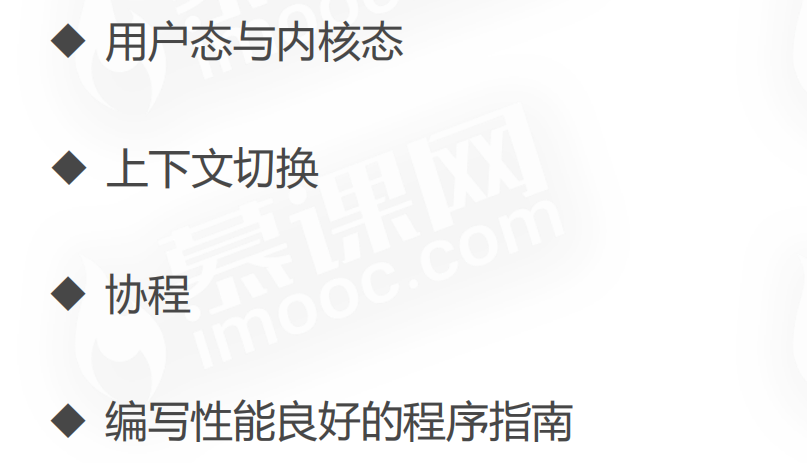 imooc
◆ 用户态与内核态
◆ 上下文切换
慕课网
imooc.com
◆ 协程
◆ 编写性能良好的程序指南